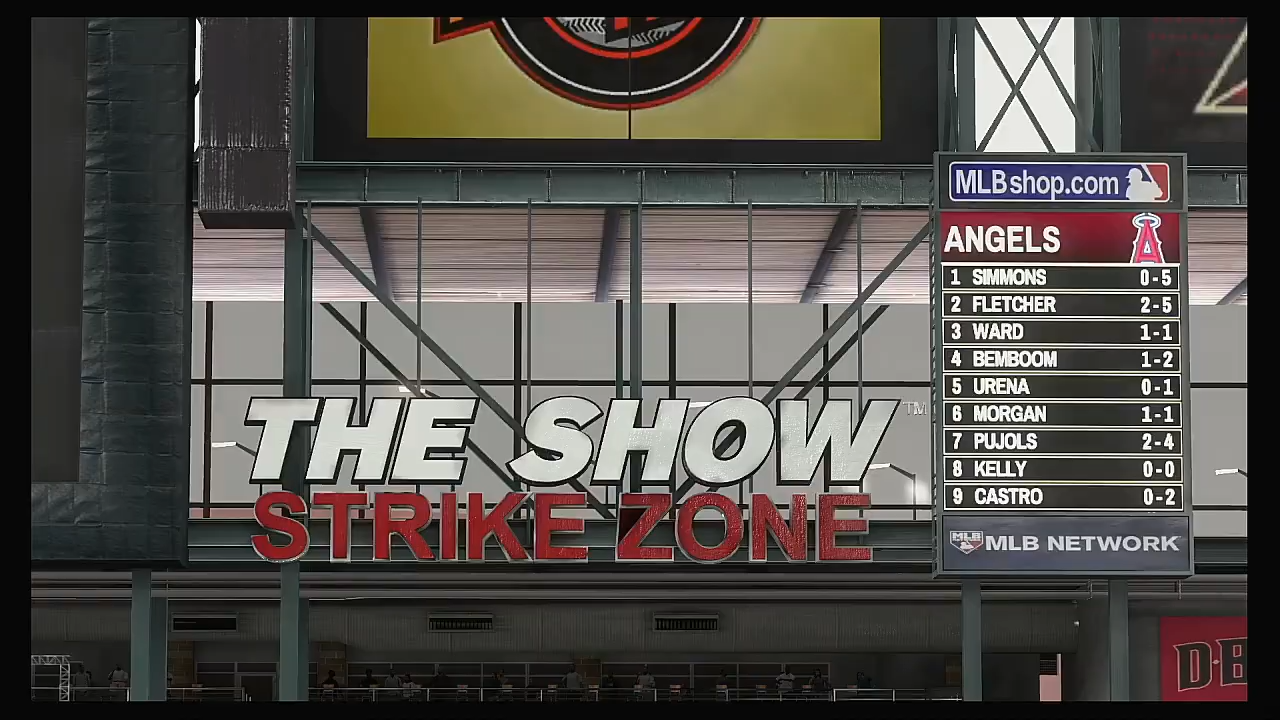 MLBshop.com
ANGELS
1 SIMMONS 0-5
2 FLETCHER 2-5
3 WARD 1-1
4 BEMBOOM 1-2
5 URENA 0-1
6 MORGAN 1-1
7 PUJOLS 2-4
8 KELLY 0-0
9 CASTRO 0-2
MLB MLB NETWORK
THE SHOW™
STRIKE ZONE